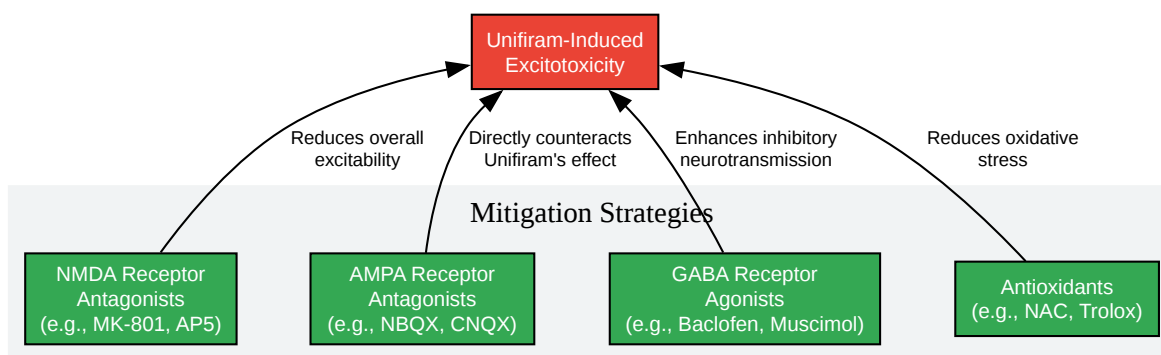 Unifiram-Induced
Excitotoxicity
Reduces overall
excitability
Directly counteracts
Unifiram's effect
Enhances inhibitory
neurotransmission
Reduces oxidative
stress
Mitigation Strategies
NMDA Receptor
Antagonists
(e.g., MK-801, AP5)
AMPA Receptor
Antagonists
(e.g., NBQX, CNQX)
GABA Receptor
Agonists
(e.g., Baclofen, Muscimol)
Antioxidants
(e.g., NAC, Trolox)